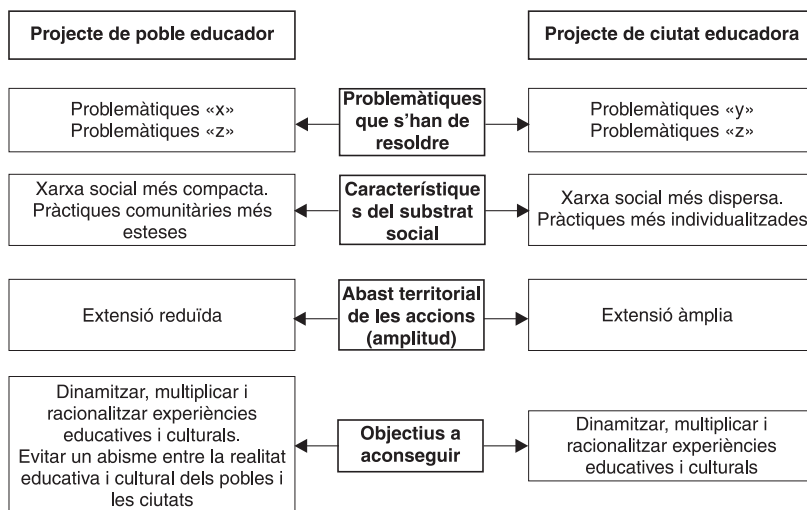 Projecte de poble educador
Projecte de ciutat educadora
Problemàtiques «x»
Problemàtiques «z»
Problemàtiques
que s'han de
resoldre
Problemàtiques «y»
Problemàtiques «z»
Xarxa social més compacta.
Pràctiques comunitàries més
esteses
Característique
s del substrat
social
Xarxa social més dispersa.
Pràctiques més individualitzades
Extensió reduïda
Abast territorial
de les accions
(amplitud)
Extensió àmplia
Dinamitzar, multiplicar i
racionalitzar experiències
educatives i culturals.
Evitar un abisme entre la realitat
educativa i cultural dels pobles i
les ciutats
Objectius a
aconseguir
Dinamitzar, multiplicar i
racionalitzar experiències
educatives i culturals